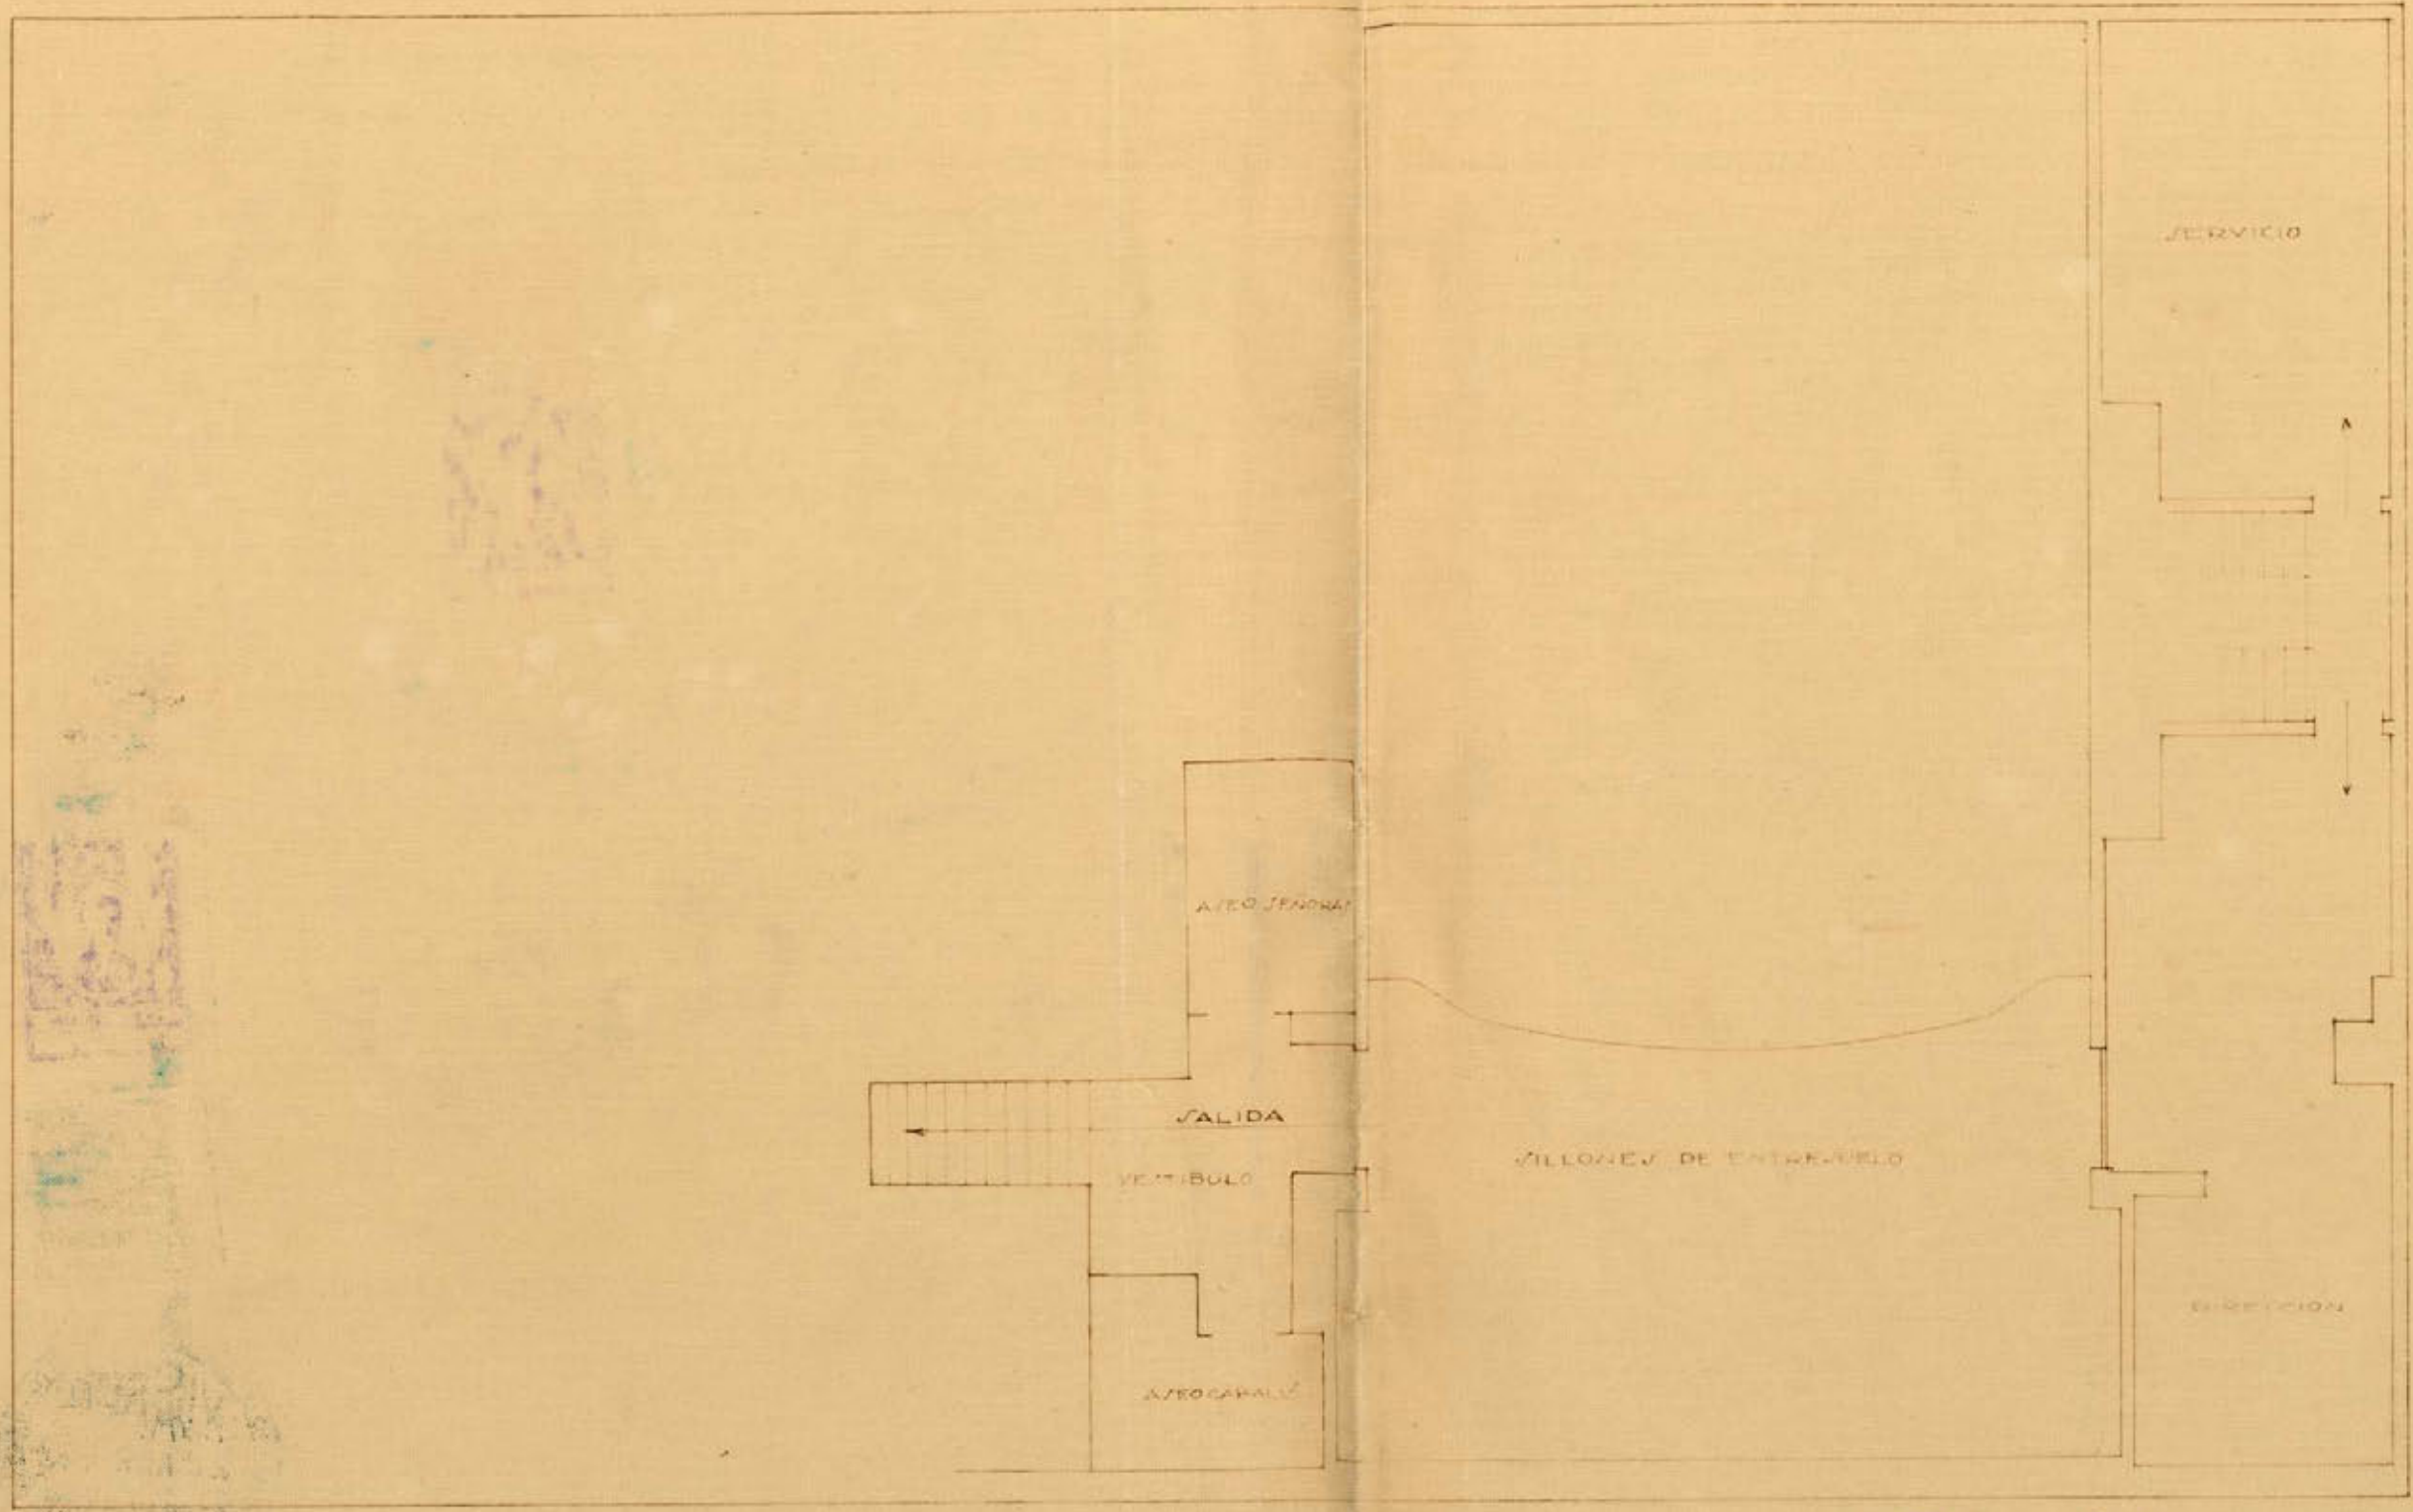 SERVICIO
ASEO SEÑORAS
SALIDA
VESTIBULO
SILLONES DE ENTRESUELO
DIRECCION
ASEO CABALLS